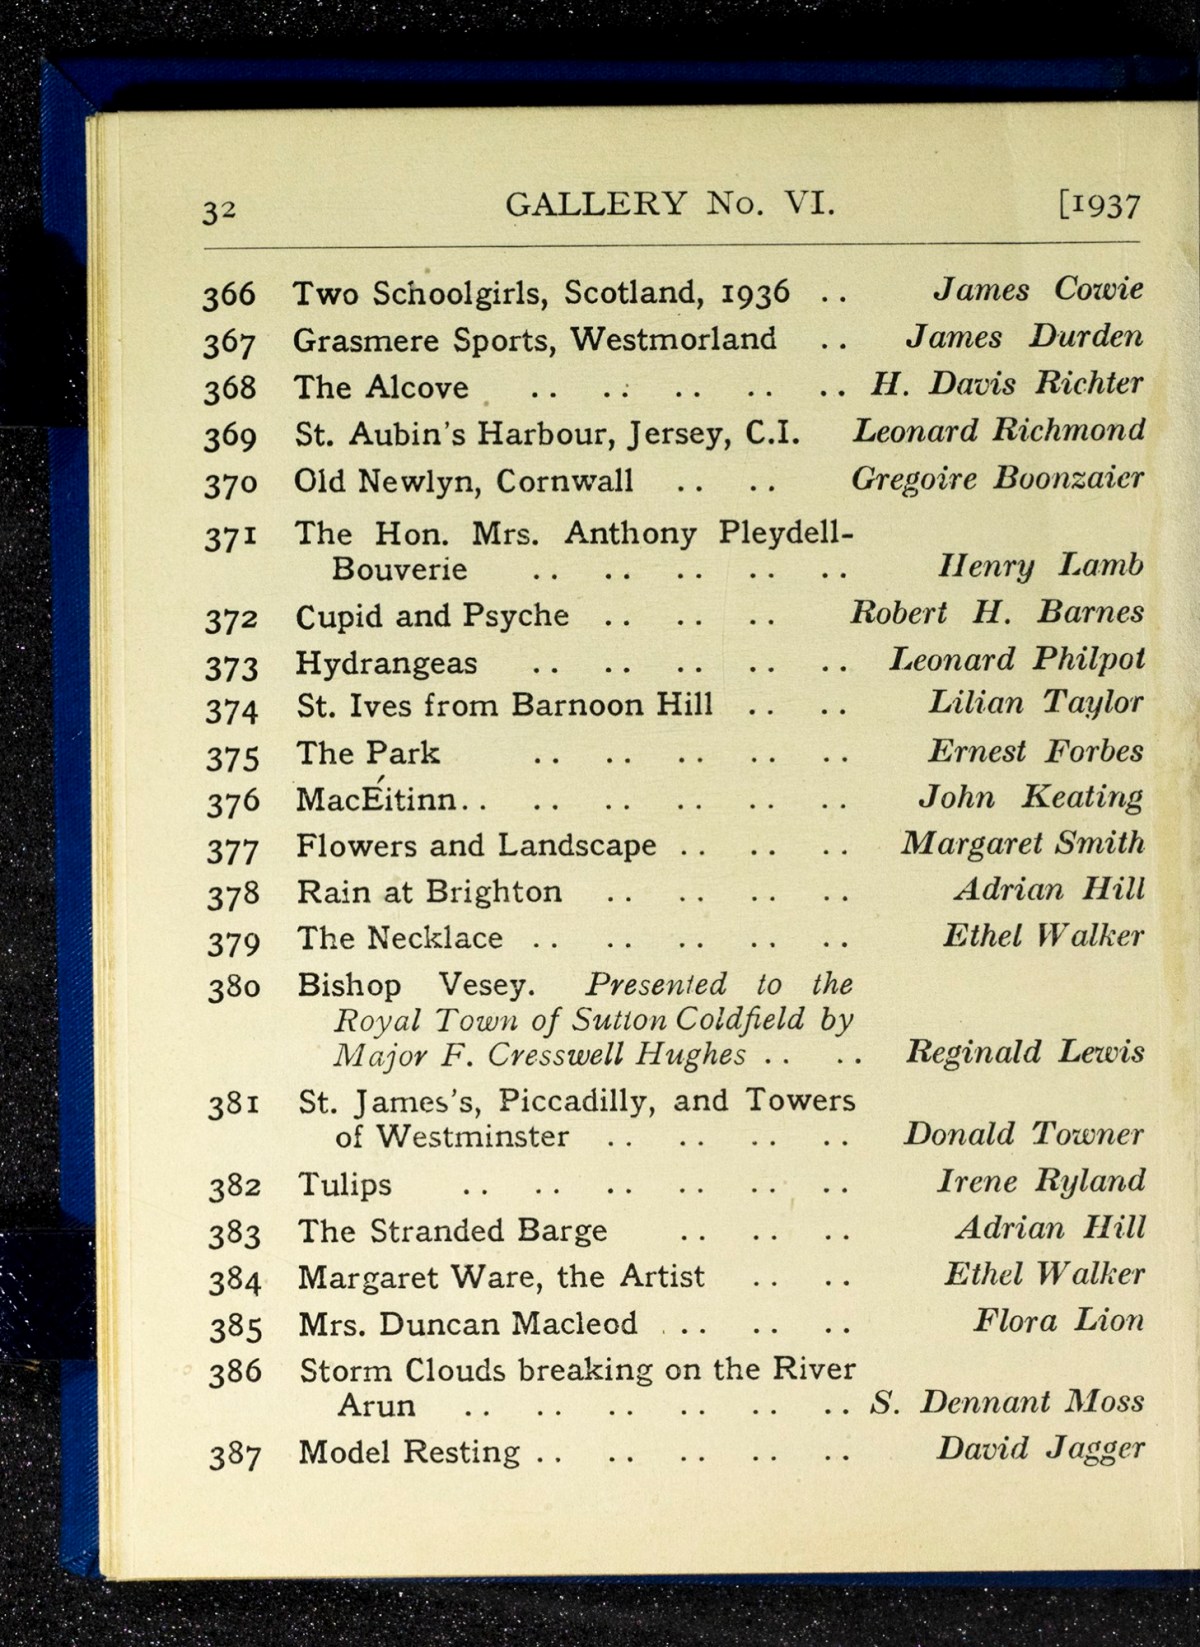 32 GALLERY No. VI. [1937
366 Two Schoolgirls, Scotland, 1936 .. James Cowie
367 Grasmere Sports, Westmorland .. James Durden
368 The Alcove .. .. .. .. .. H. Davis Richter
369 St. Aubin's Harbour, Jersey, C.I. Leonard Richmond
370 Old Newlyn, Cornwall .. .. Gregoire Boonzaier
371 The Hon. Mrs. Anthony Pleydell-
Bouverie .. .. .. .. .. Henry Lamb
372 Cupid and Psyche .. .. .. Robert H. Barnes
373 Hydrangeas .. .. .. .. .. Leonard Philpot
374 St. Ives from Barnoon Hill .. .. Lilian Taylor
375 The Park .. .. .. .. .. Ernest Forbes
376 MacÉitinn .. .. .. .. .. .. John Keating
377 Flowers and Landscape .. .. .. Margaret Smith
378 Rain at Brighton .. .. .. .. Adrian Hill
379 The Necklace .. .. .. .. .. Ethel Walker
380 Bishop Vesey. Presented to the
Royal Town of Sutton Coldfield by
Major F. Cresswell Hughes .. .. Reginald Lewis
381 St. James's, Piccadilly, and Towers
of Westminster .. .. .. .. Donald Towner
382 Tulips .. .. .. .. .. .. Irene Ryland
383 The Stranded Barge .. .. .. Adrian Hill
384 Margaret Ware, the Artist .. .. Ethel Walker
385 Mrs. Duncan Macleod .. .. .. Flora Lion
386 Storm Clouds breaking on the River
Arun .. .. .. .. .. .. S. Dennant Moss
387 Model Resting .. .. .. .. .. David Jagger